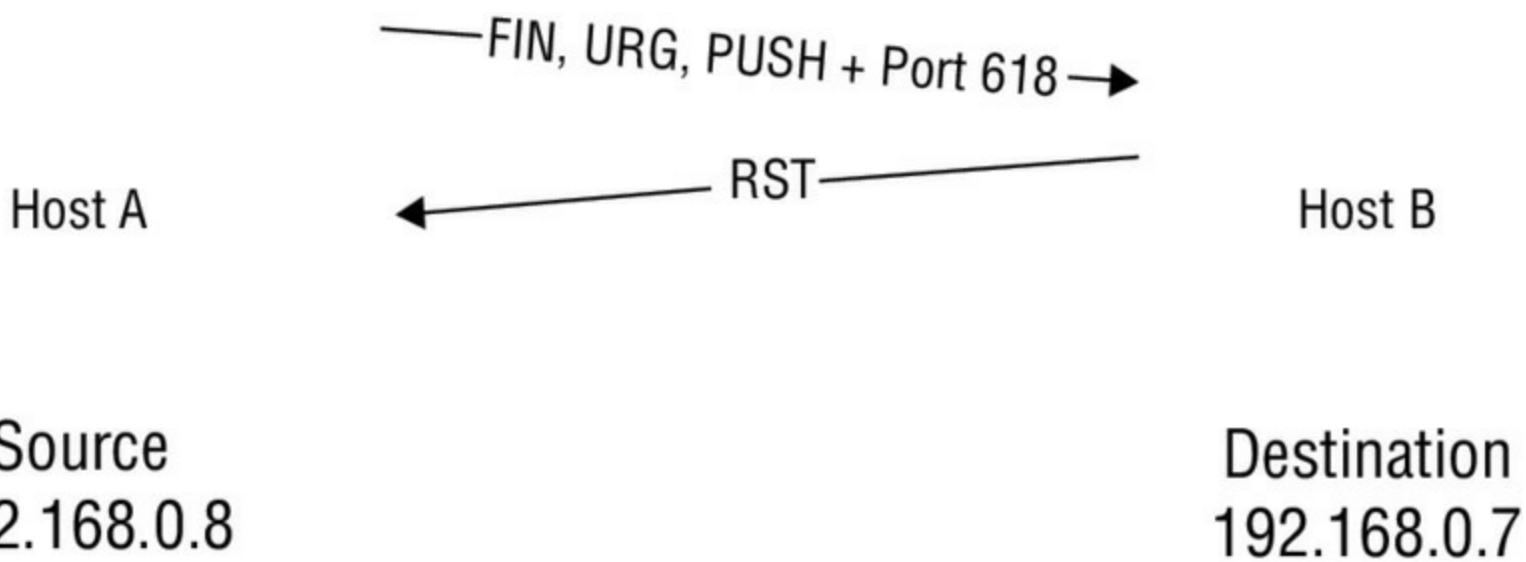 FIN, URG, PUSH + Port 618
RST
Host A
Host B
Source
2.168.0.8
Destination
192.168.0.7